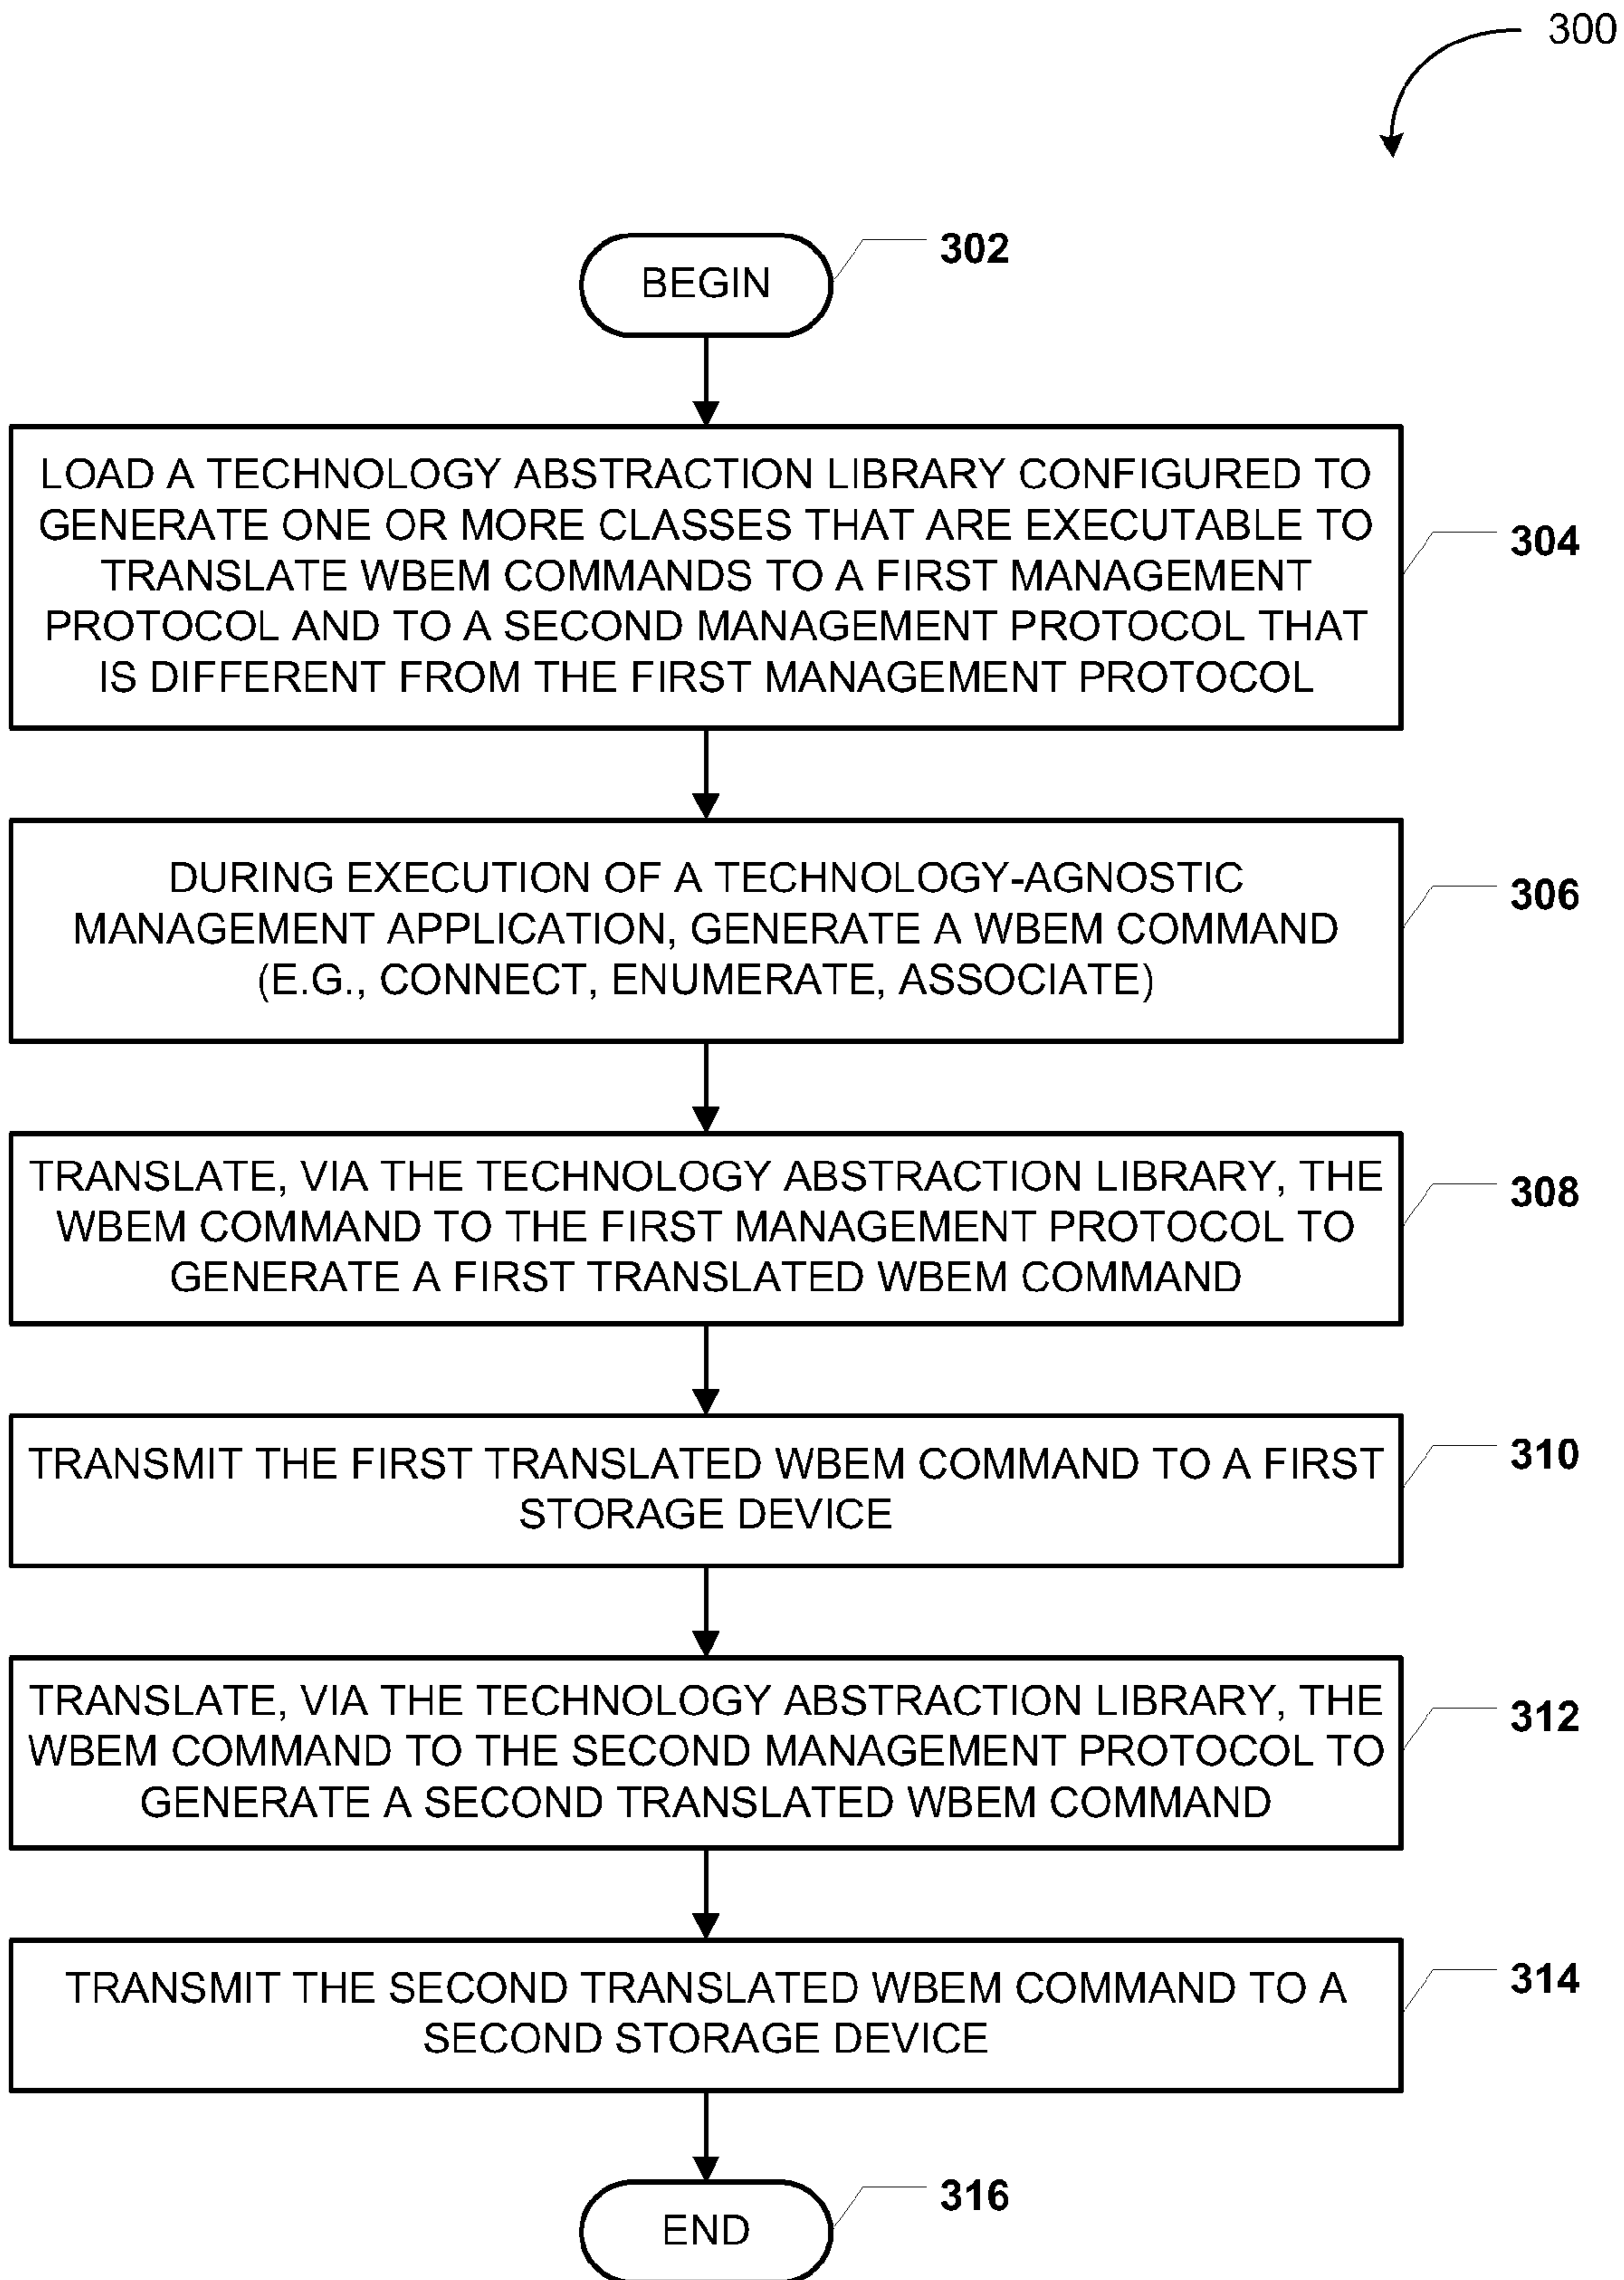 300
BEGIN
302
LOAD A TECHNOLOGY ABSTRACTION LIBRARY CONFIGURED TO
GENERATE ONE OR MORE CLASSES THAT ARE EXECUTABLE TO
TRANSLATE WBEM COMMANDS TO A FIRST MANAGEMENT
PROTOCOL AND TO A SECOND MANAGEMENT PROTOCOL THAT
IS DIFFERENT FROM THE FIRST MANAGEMENT PROTOCOL
304
DURING EXECUTION OF A TECHNOLOGY-AGNOSTIC
MANAGEMENT APPLICATION, GENERATE A WBEM COMMAND
(E.G., CONNECT, ENUMERATE, ASSOCIATE)
306
TRANSLATE, VIA THE TECHNOLOGY ABSTRACTION LIBRARY, THE
WBEM COMMAND TO THE FIRST MANAGEMENT PROTOCOL TO
GENERATE A FIRST TRANSLATED WBEM COMMAND
308
TRANSMIT THE FIRST TRANSLATED WBEM COMMAND TO A FIRST
STORAGE DEVICE
310
TRANSLATE, VIA THE TECHNOLOGY ABSTRACTION LIBRARY, THE
WBEM COMMAND TO THE SECOND MANAGEMENT PROTOCOL TO
GENERATE A SECOND TRANSLATED WBEM COMMAND
312
TRANSMIT THE SECOND TRANSLATED WBEM COMMAND TO A
SECOND STORAGE DEVICE
314
END
316